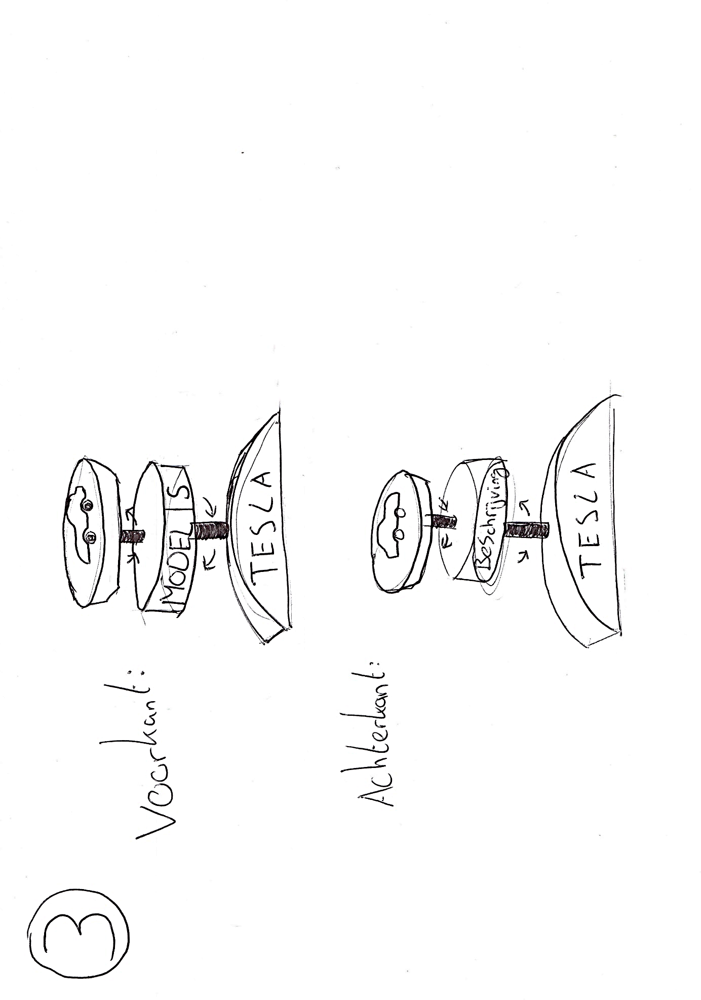 3
Voorkant:
MODEL S
TESLA
Achterkant:
Beschrijving
TESLA